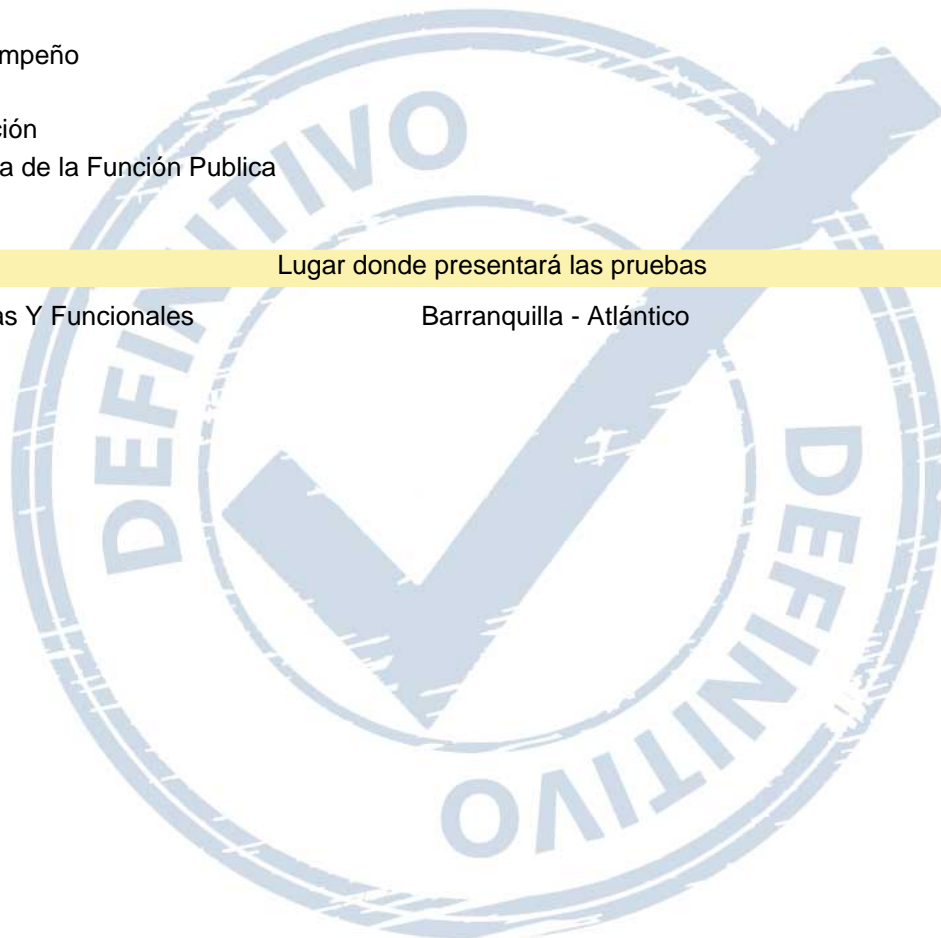 mpeño
ción
a de la Función Publica
Lugar donde presentará las pruebas
as Y Funcionales Barranquilla - Atlántico
DEFINITIVO
DEFINITIVO